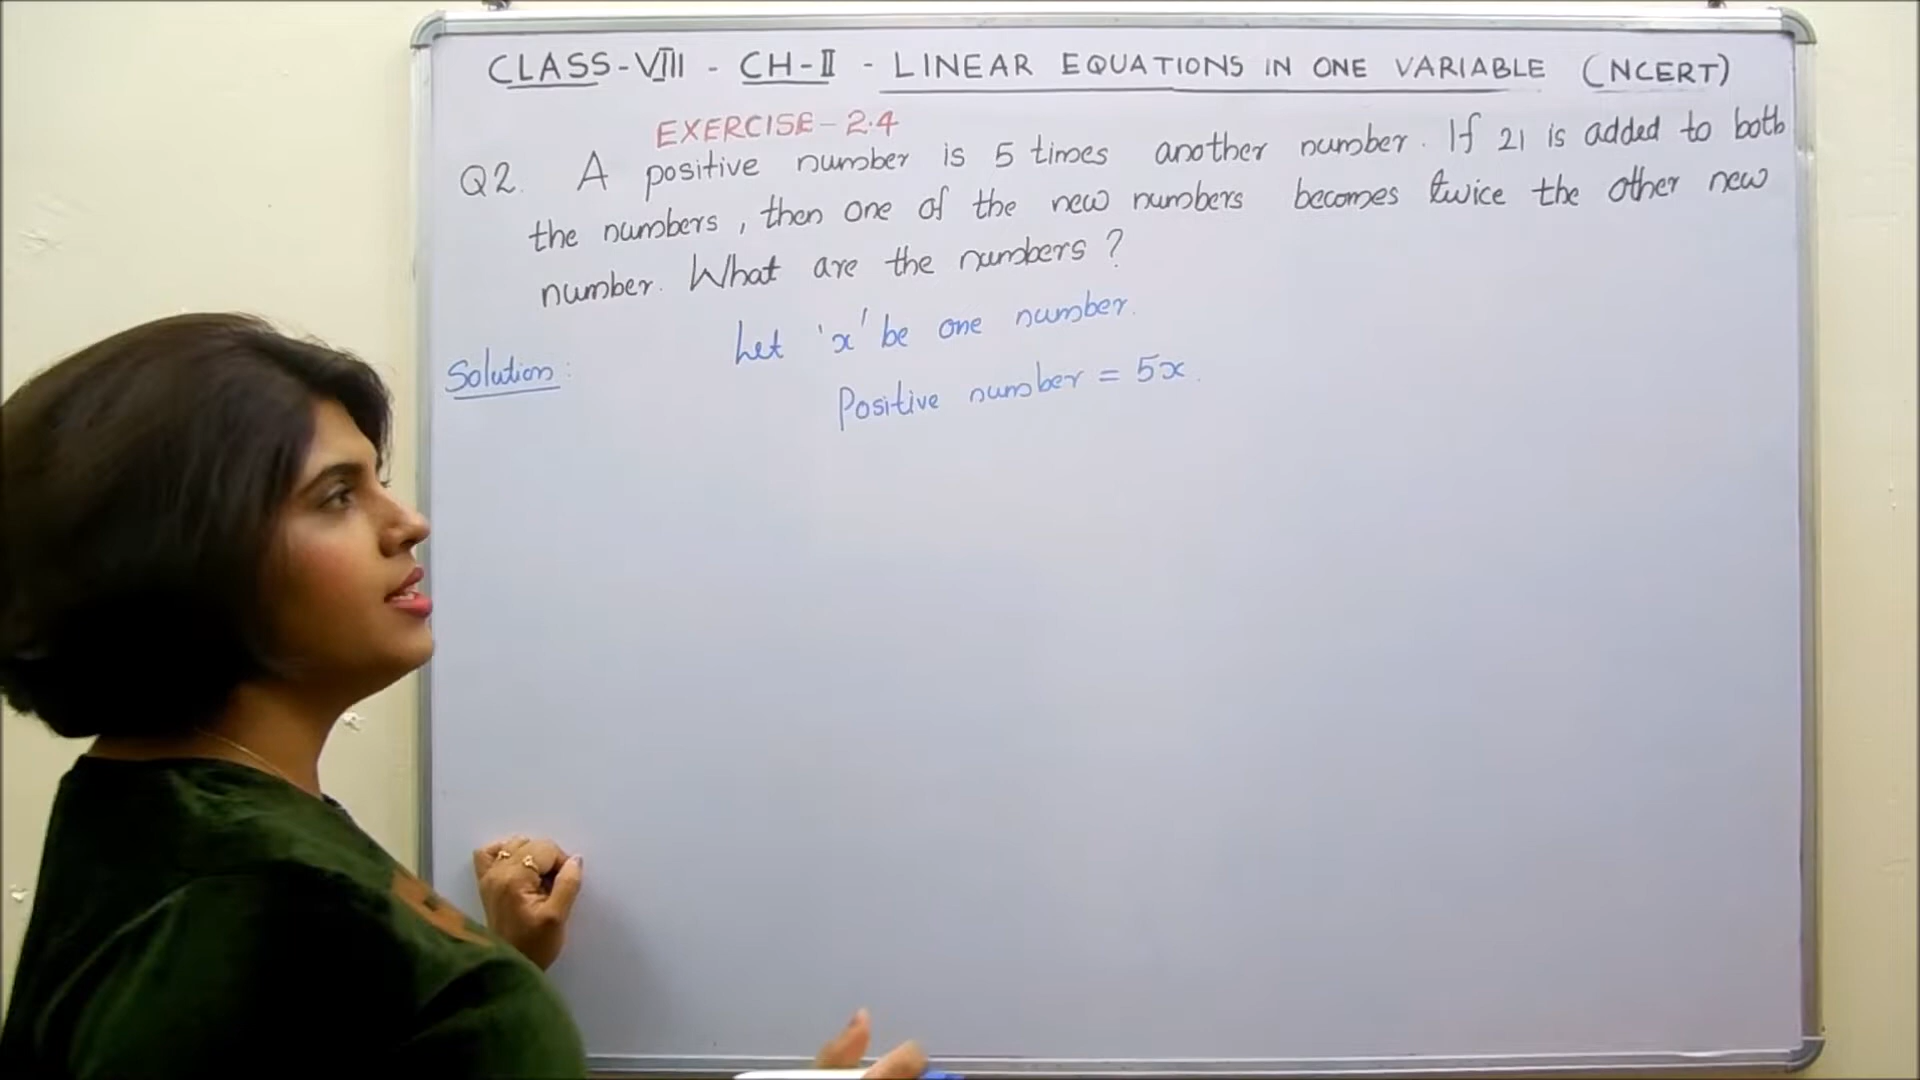 CLASS-VIII - CH-II - LINEAR EQUATIONS IN ONE VARIABLE (NCERT)
EXERCISE-2.4
Q2. A positive number is 5 times another number. If 21 is added to both
the numbers, then one of the new numbers becomes twice the other new
number. What are the numbers?
Solution: Let 'x' be one number.
Positive number = 5x.